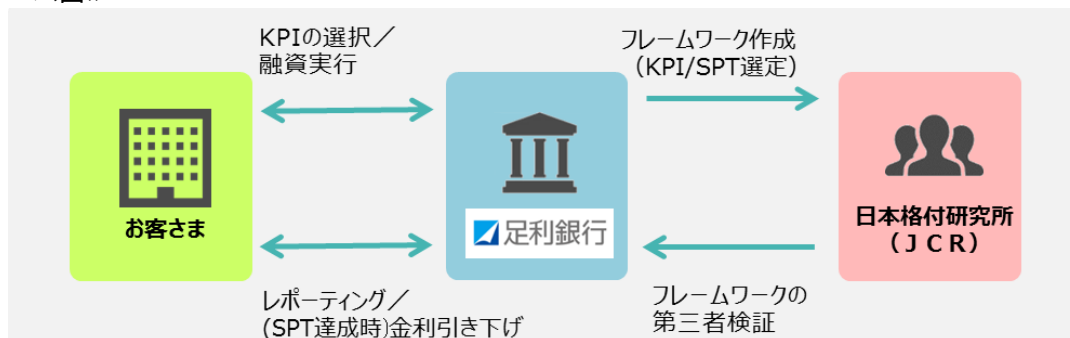 KPIの選択／
融資実行
フレームワーク作成
（KPI/SPT選定）
お客さま
足利銀行
日本格付研究所
（ＪＣＲ）
レポーティング／
(SPT達成時)金利引き下げ
フレームワークの
第三者検証